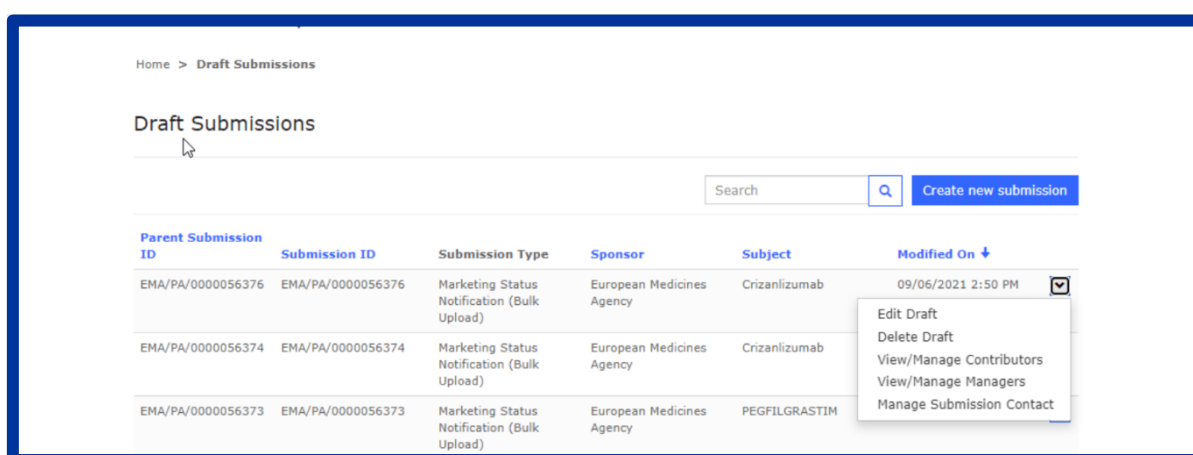 Home > Draft Submissions
Draft Submissions
Search
Create new submission
Parent Submission
ID
Submission ID
Submission Type
Sponsor
Subject
Modified On
EMA/PA/0000056376
EMA/PA/0000056376
Marketing Status
Notification (Bulk
Upload)
European Medicines
Agency
Crizanlizumab
09/06/2021 2:50 PM
Edit Draft
Delete Draft
View/Manage Contributors
View/Manage Managers
Manage Submission Contact
EMA/PA/0000056374
EMA/PA/0000056374
Marketing Status
Notification (Bulk
Upload)
European Medicines
Agency
Crizanlizumab
EMA/PA/0000056373
EMA/PA/0000056373
Marketing Status
Notification (Bulk
Upload)
European Medicines
Agency
PEGFILGRASTIM